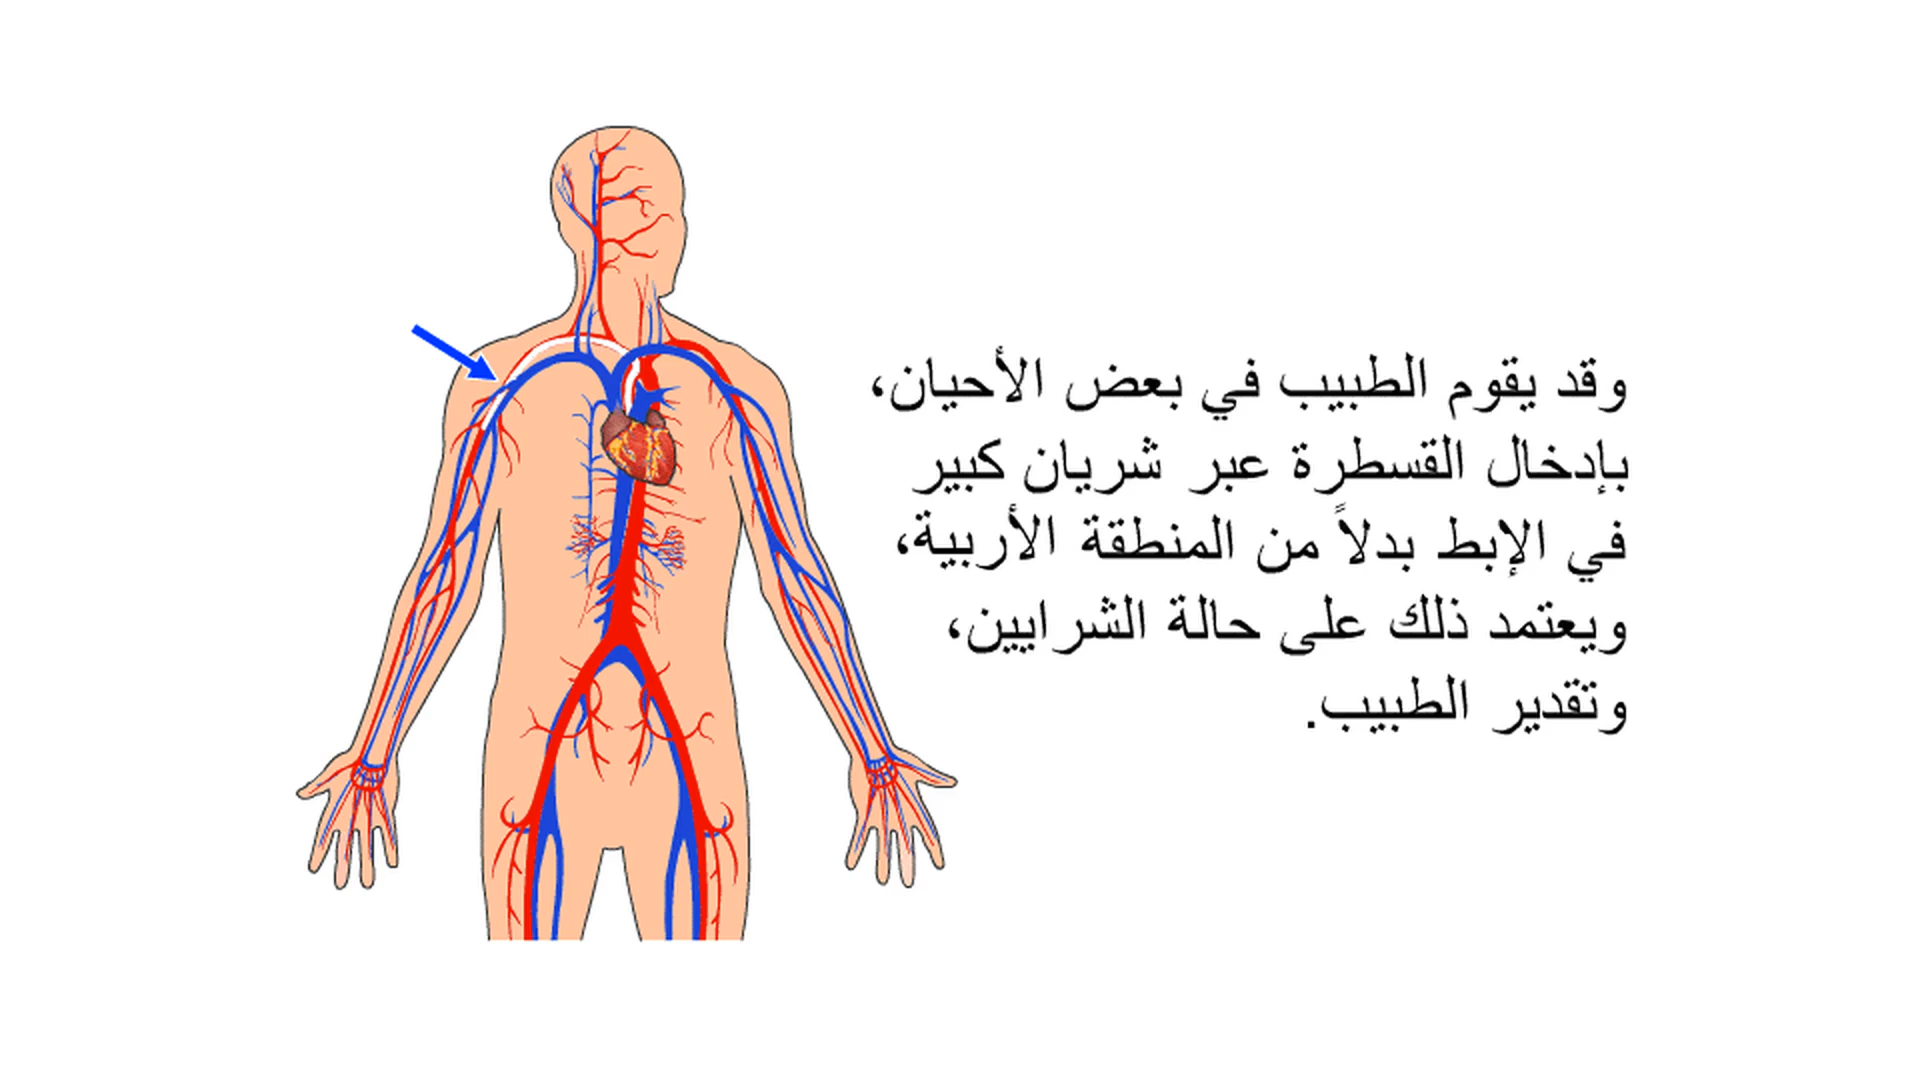 وقد يقوم الطبيب في بعض الأحيان،
بإدخال القسطرة عبر شريان كبير
في الإبط بدلاً من المنطقة الأربية،
ويعتمد ذلك على حالة الشرايين،
وتقدير الطبيب.